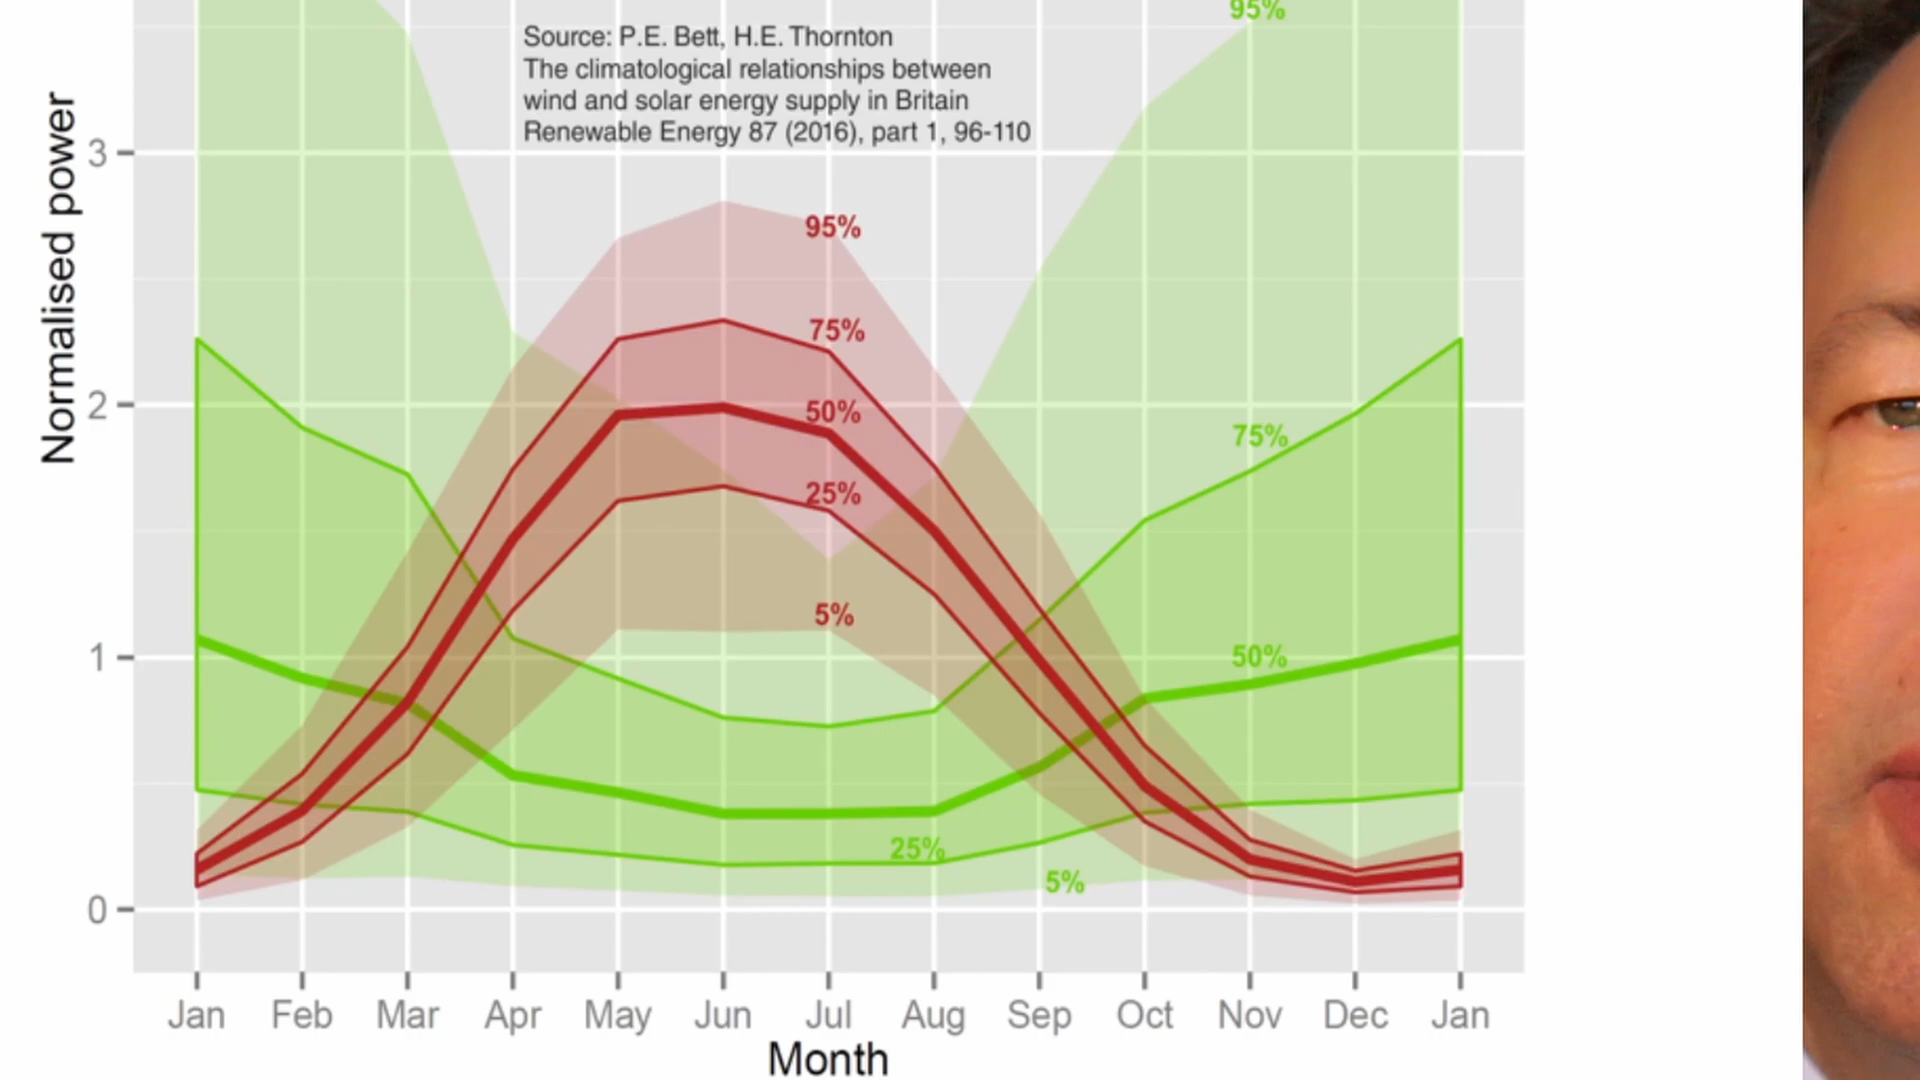 95%
Source: P.E. Bett, H.E. Thornton
The climatological relationships between
wind and solar energy supply in Britain
Renewable Energy 87 (2016), part 1, 96-110
Normalised power
3
2
1
0
95%
75%
50%
25%
5%
75%
50%
25%
5%
Jan Feb Mar Apr May Jun Jul Aug Sep Oct Nov Dec Jan
Month